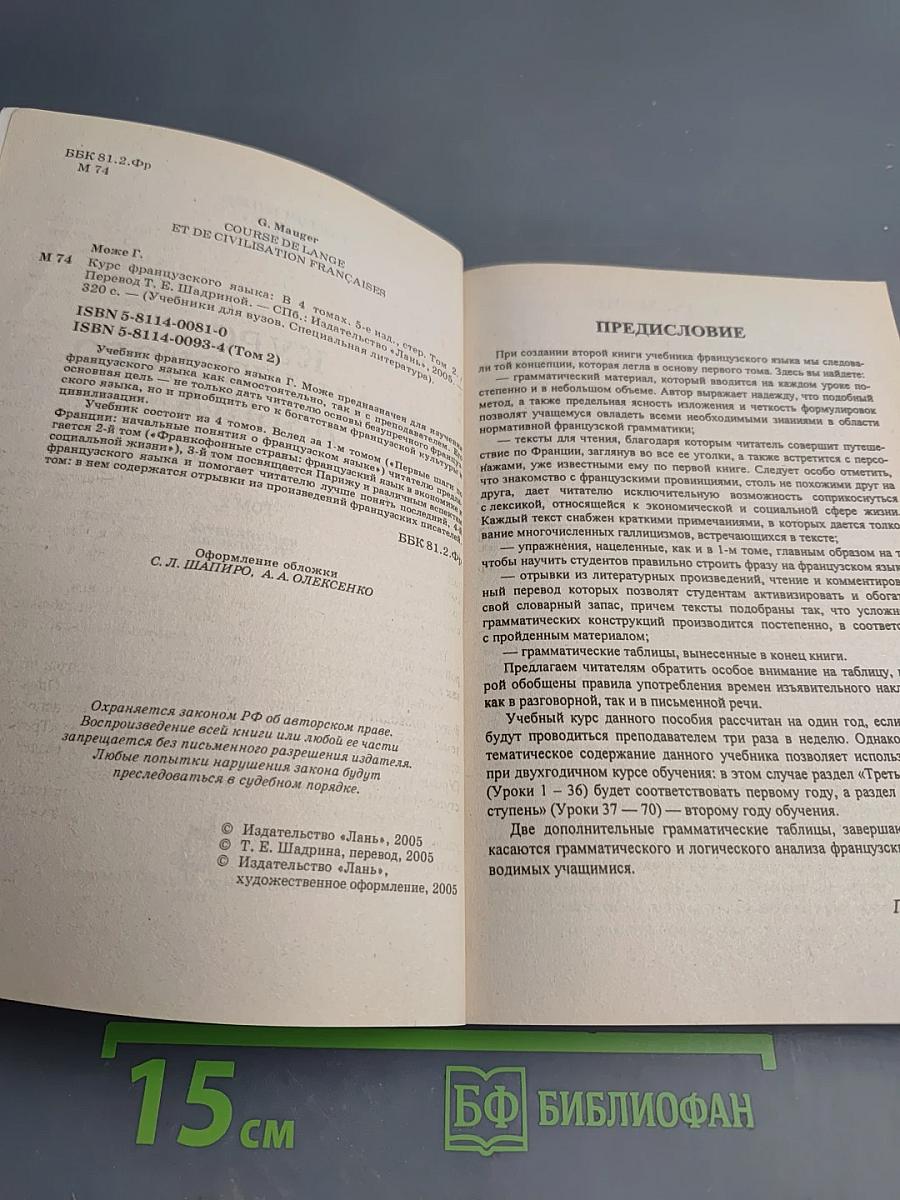 ББК 81.2.Фр
М 74
G. Mauger
COURSE DE LANGE
ET DE CIVILISATION FRANÇAISES
Може Г.
М 74
Курс французского языка: В 4 томах. 5-е изд., стер. Том 2.
Перевод Т. Е. Шадриной. — СПб.: Издательство «Лань», 2005.
320 с. — (Учебники для вузов. Специальная литература).
ISBN 5-8114-0081-0
ISBN 5-8114-0093-4 (Том 2)
Учебник французского языка Г. Може предназначен для изучения
французского языка как самостоятельно, так и с преподавателем. Его
основная цель — не только дать читателю основы безупречного францу
ского языка, но и приобщить его к богатствам французской культуры и
цивилизации.
Учебник состоит из 4 томов. Вслед за 1-м томом («Первые шаги по
Франции: начальные понятия о французском языке») читателю предла
гается 2-й том («Франкофонные страны: французский язык в экономике и
социальной жизни»), 3-й том посвящается Парижу и различным аспектам
французского языка и помогает читателю лучше понять последний, 4-й
том: в нем содержатся отрывки из произведений французских писателей.
ББК 81.2.Фр
Оформление обложки
С. Л. ШАПИРО, А. А. ОЛЕКСЕНКО
Охраняется законом РФ об авторском праве.
Воспроизведение всей книги или любой ее части
запрещается без письменного разрешения издателя.
Любые попытки нарушения закона будут
преследоваться в судебном порядке.
© Издательство «Лань», 2005
© Т. Е. Шадрина, перевод, 2005
© Издательство «Лань»,
художественное оформление, 2005
ПРЕДИСЛОВИЕ
При создании второй книги учебника французского языка мы следова-
ли той концепции, которая легла в основу первого тома. Здесь вы найдете:
— грамматический материал, который вводится на каждом уроке по-
степенно и в небольшом объеме. Автор выражает надежду, что подобный
метод, а также предельная ясность изложения и четкость формулировок
позволят учащемуся овладеть всеми необходимыми знаниями в области
нормативной французской грамматики;
— тексты для чтения, благодаря которым читатель совершит путеше-
ствие по Франции, заглянув во все ее уголки, а также встретится с персо-
нажами, уже известными ему по первой книге. Следует особо отметить,
что знакомство с французскими провинциями, столь не похожими друг на
друга, дает читателю исключительную возможность соприкоснуться
с лексикой, относящейся к экономической и социальной сфере жизни.
Каждый текст снабжен краткими примечаниями, в которых дается толко
вание многочисленных галлицизмов, встречающихся в тексте;
— упражнения, нацеленные, как и в 1-м томе, главным образом на т
чтобы научить студентов правильно строить фразу на французском язык
— отрывки из литературных произведений, чтение и комментиров
ный перевод которых позволят студентам активизировать и обогат
свой словарный запас, причем тексты подобраны так, что усложн
грамматических конструкций производится постепенно, в соответс
с пройденным материалом;
— грамматические таблицы, вынесенные в конец книги.
Предлагаем читателям обратить особое внимание на таблицу,
рой обобщены правила употребления времен изъявительного накл
как в разговорной, так и в письменной речи.
Учебный курс данного пособия рассчитан на один год, если
будут проводиться преподавателем три раза в неделю. Однако
тематическое содержание данного учебника позволяет использ
при двухгодичном курсе обучения: в этом случае раздел «Треть
(Уроки 1 – 36) будет соответствовать первому году, а раздел
ступень» (Уроки 37 — 70) — второму году обучения.
Две дополнительные грамматические таблицы, заверша
касаются грамматического и логического анализа французск
водимых учащимися.
15 см
БФ БИБЛИОФАН